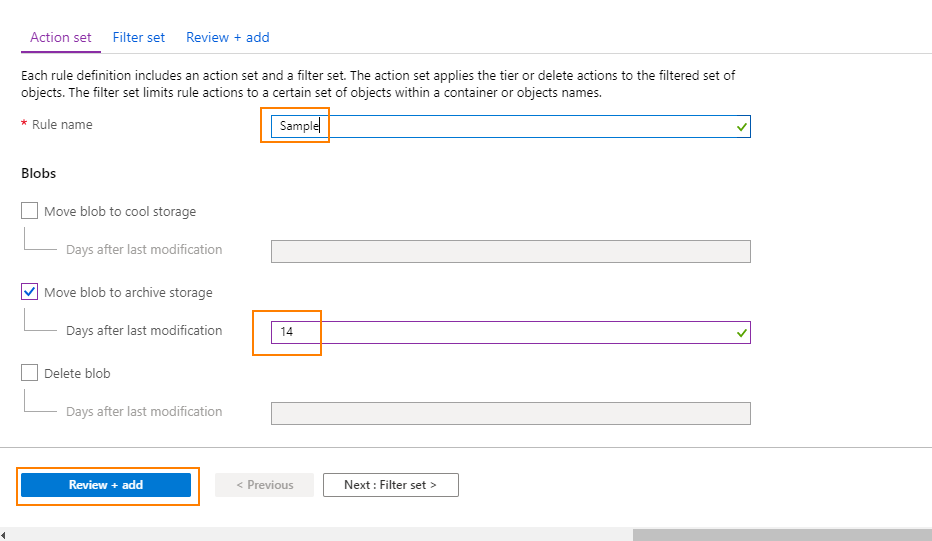 Action set Filter set Review + add
Each rule definition includes an action set and a filter set. The action set applies the tier or delete actions to the filtered set of
objects. The filter set limits rule actions to a certain set of objects within a container or objects names.
* Rule name Sample
Blobs
Move blob to cool storage
Days after last modification
Move blob to archive storage
Days after last modification 14
Delete blob
Days after last modification
Review + add < Previous Next : Filter set >